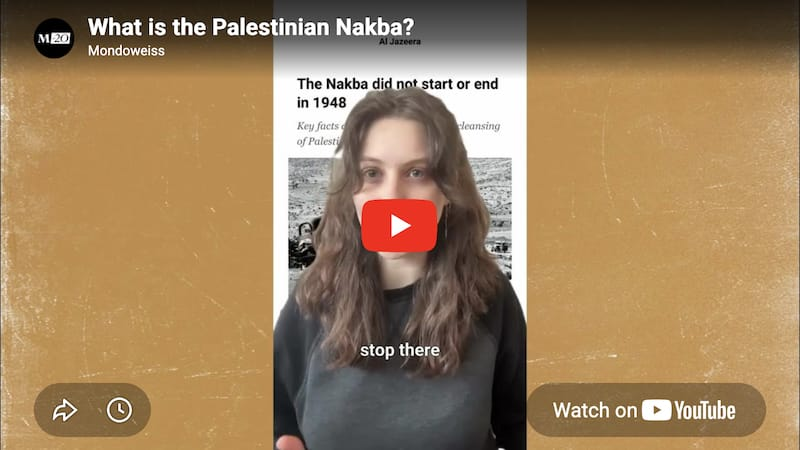 M20
What is the Palestinian Nakba?
Mondoweiss
Al Jazeera
The Nakba did not start or end
in 1948
Key facts cleansing
of Palesti
stop there
Watch on YouTube